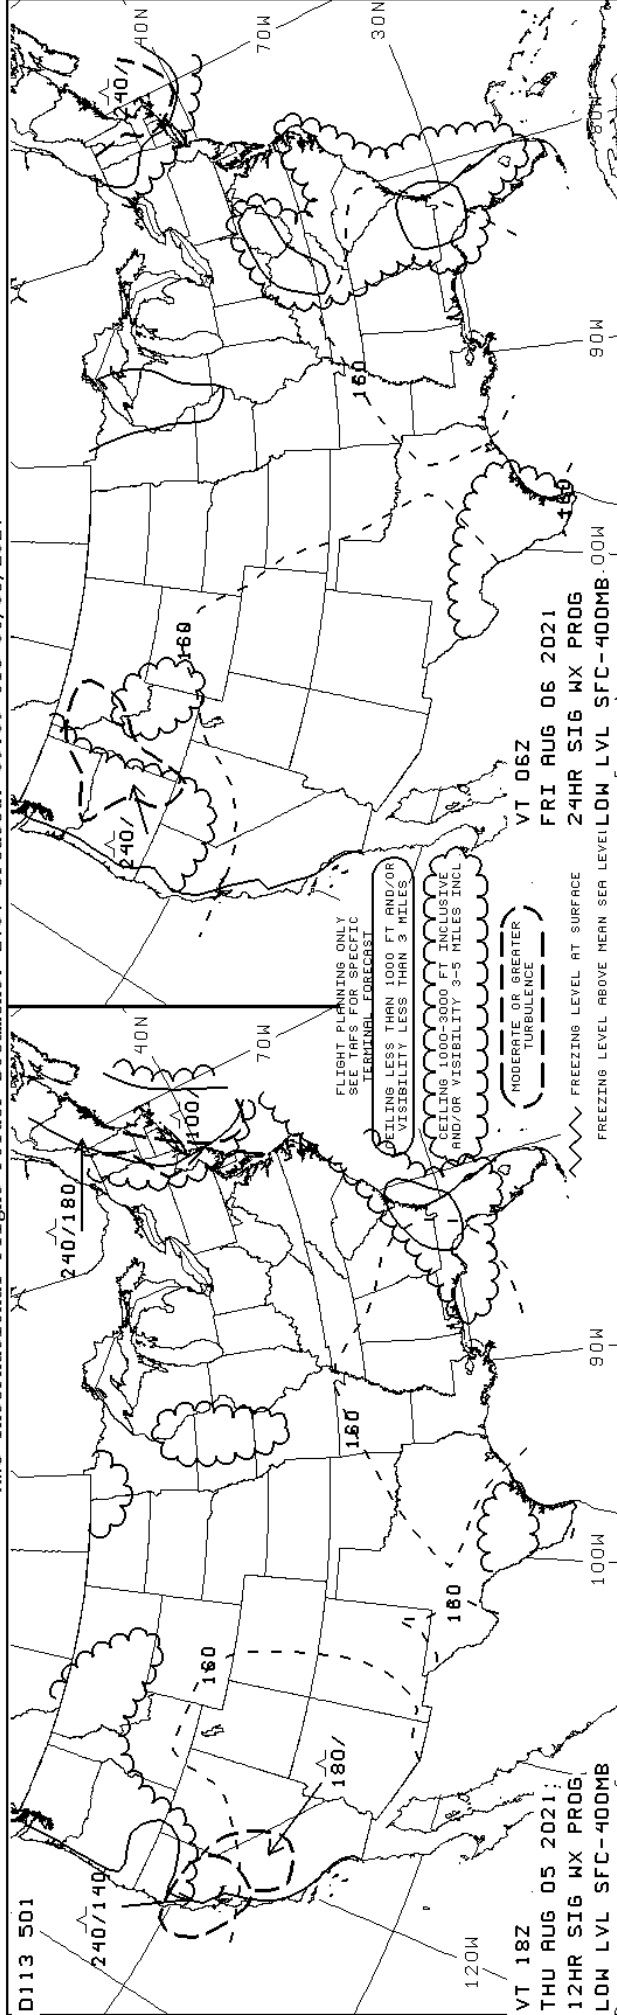 D113 501
240/140
180/
160
160
160
240/180
100
40N
70W
90W
100W
120W
VT 18Z
THU AUG 05 2021
12HR SIG WX PROG
LOW LVL SFC-400MB
FLIGHT PLANNING ONLY
SEE TAFS FOR SPECFIC
TERMINAL FORECAST
CEILING LESS THAN 1000 FT AND/OR
VISIBILITY LESS THAN 3 MILES
CEILING 1000-3000 FT INCLUSIVE
AND/OR VISIBILITY 3-5 MILES INCL
MODERATE OR GREATER
TURBULENCE
FREEZING LEVEL AT SURFACE
FREEZING LEVEL ABOVE MEAN SEA LEVEL
240/
160
160
160
240/
40N
70W
30N
80W
90W
00W
VT 06Z
FRI AUG 06 2021
24HR SIG WX PROG
LOW LVL SFC-400MB